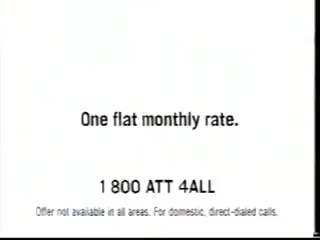 One flat monthly rate.
1 800 ATT 4ALL
Offer not available in all areas. For domestic, direct-dialed calls.